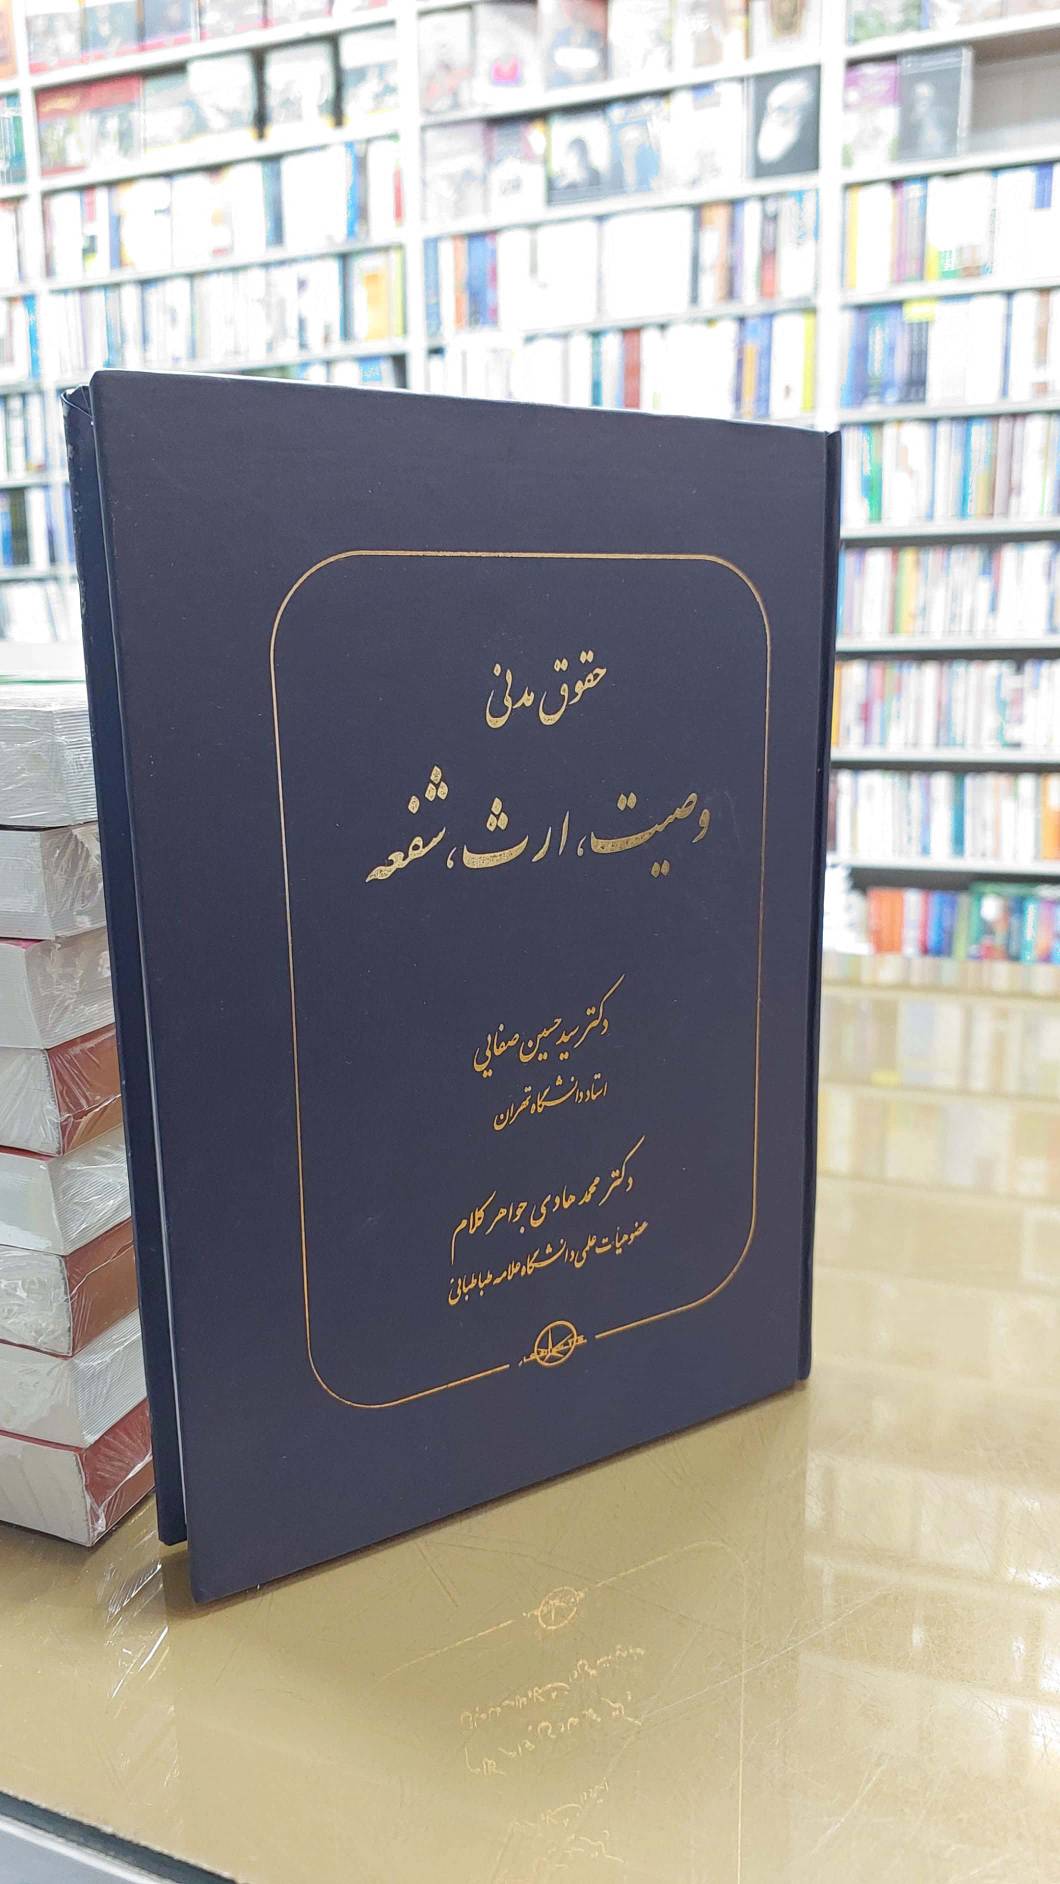 حقوق مدنی
وصیت، ارث، شفعه
دکتر سید حسین صفایی
استاد دانشگاه تهران
دکتر محمد هادی جواهر کلام
عضو هیأت علمی دانشگاه علامه طباطبائی